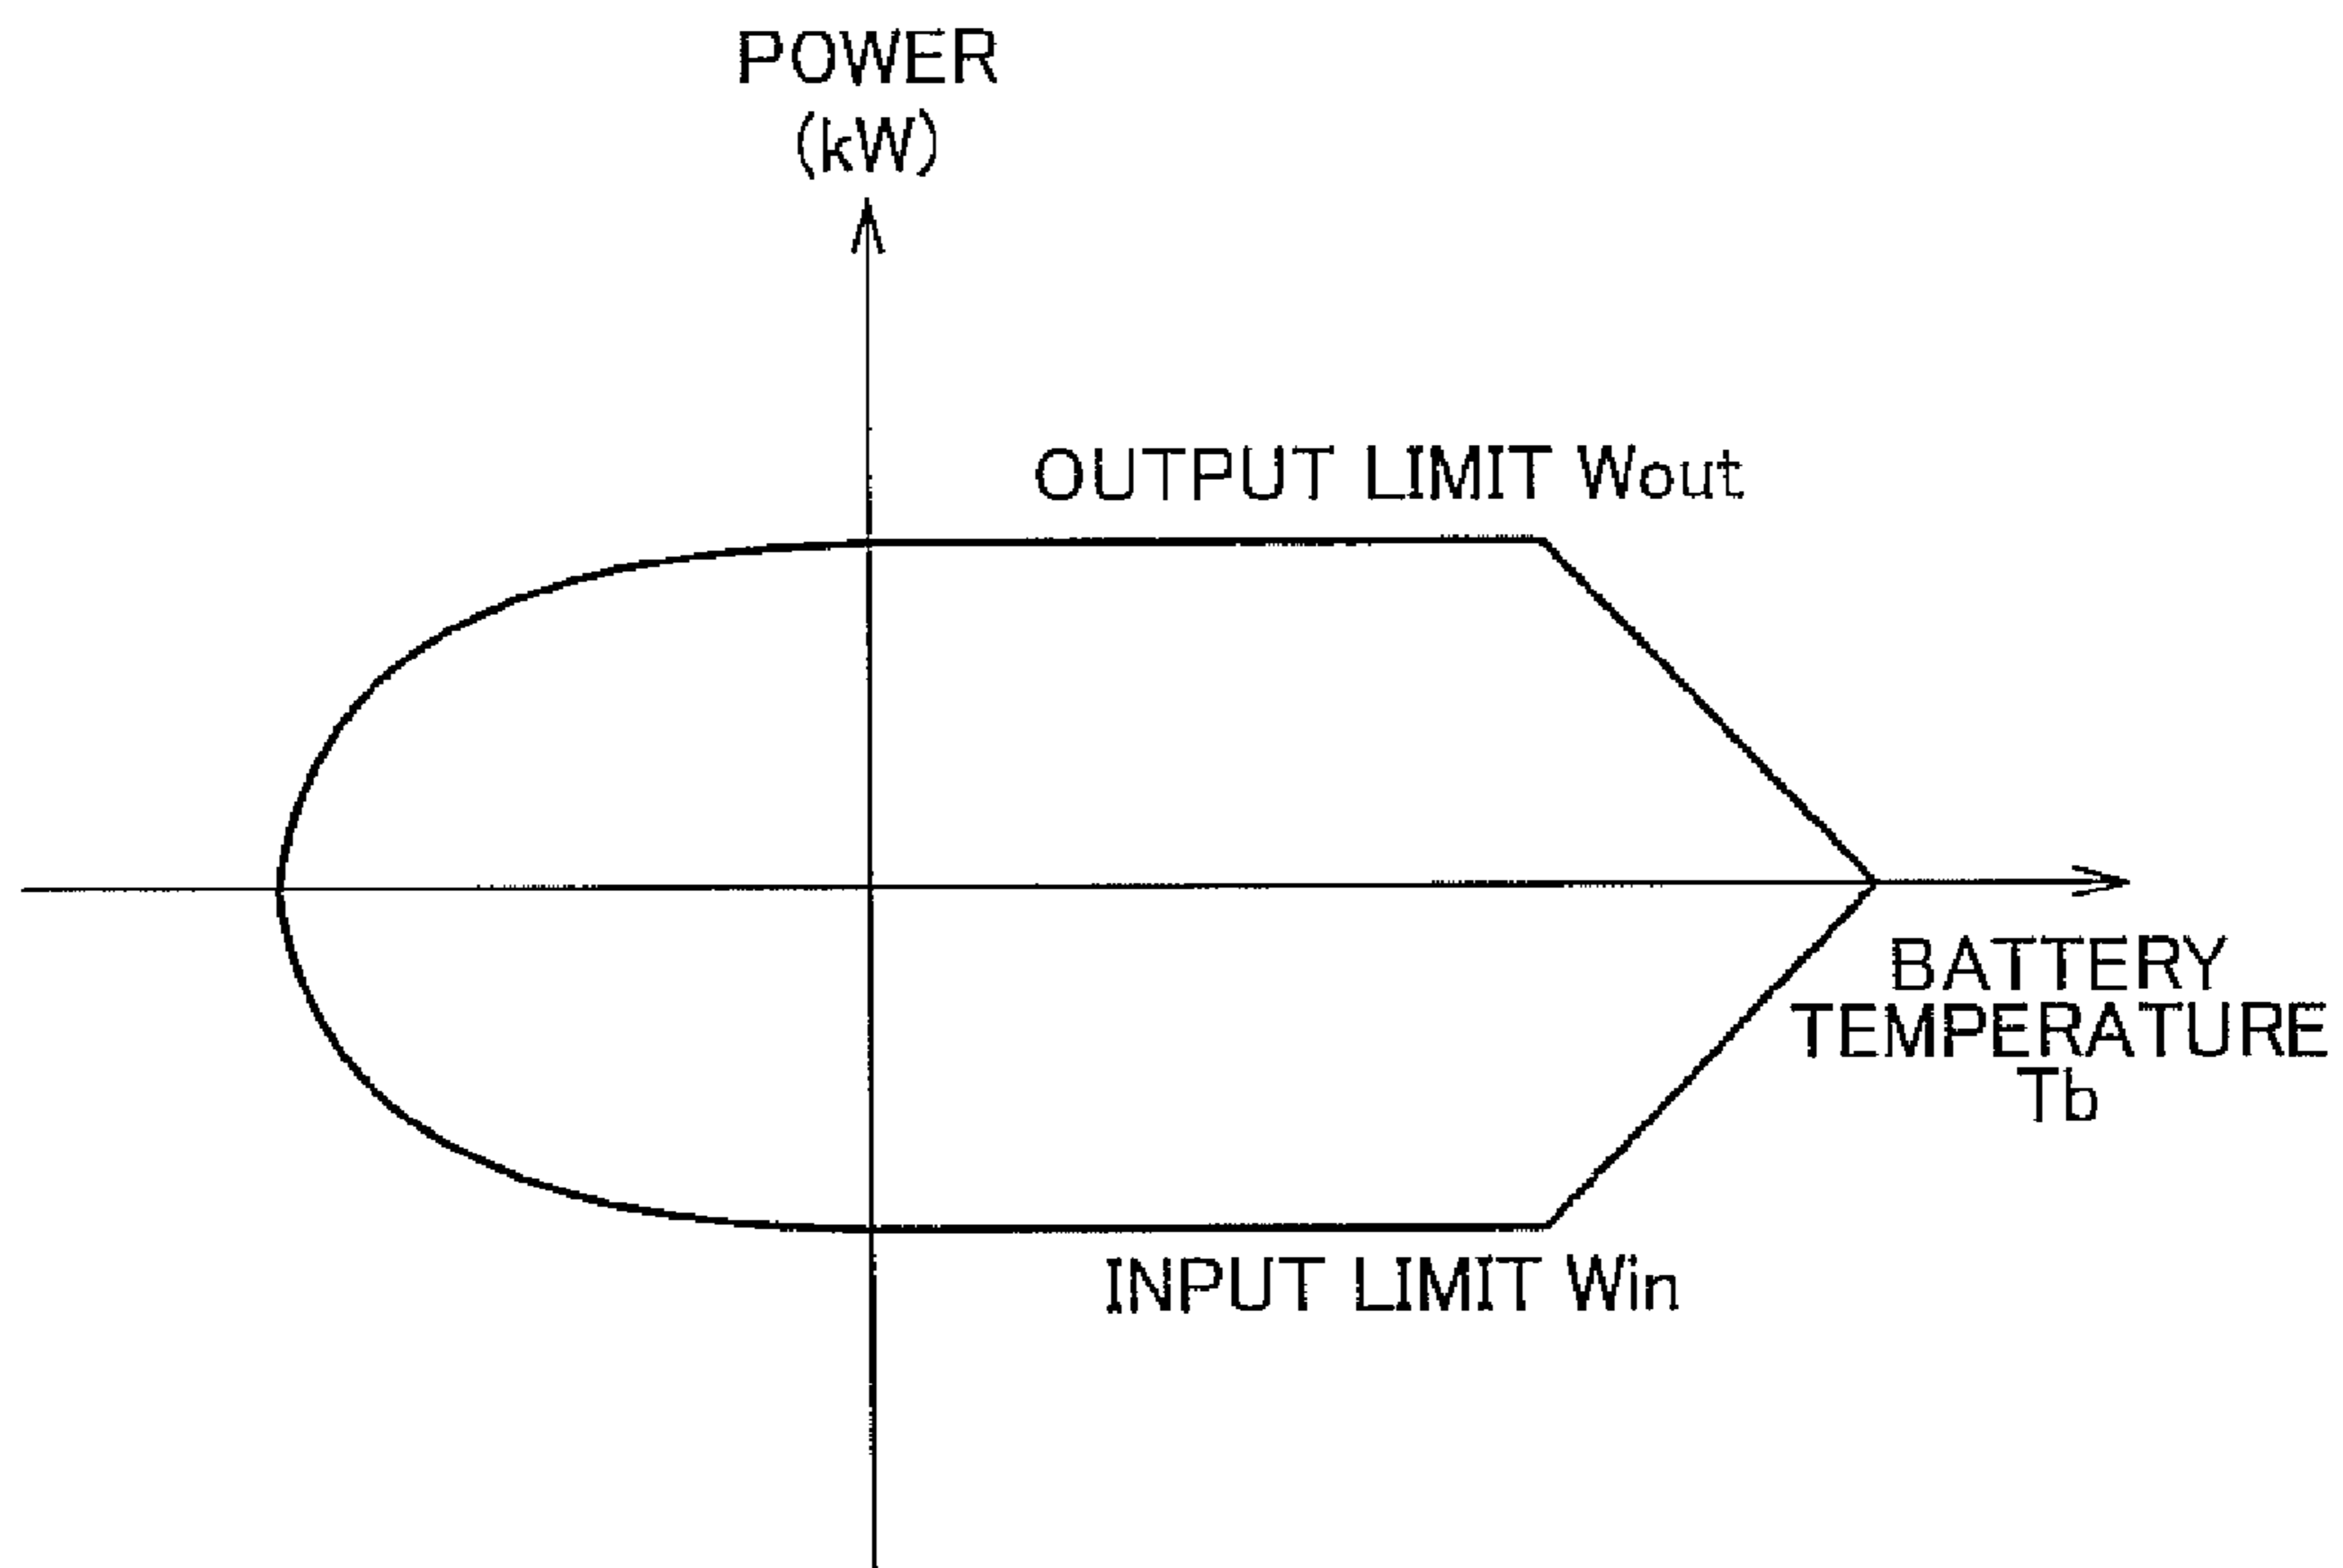 POWER
(kW)
OUTPUT LIMIT Wout
BATTERY
TEMPERATURE
Tb
INPUT LIMIT Win